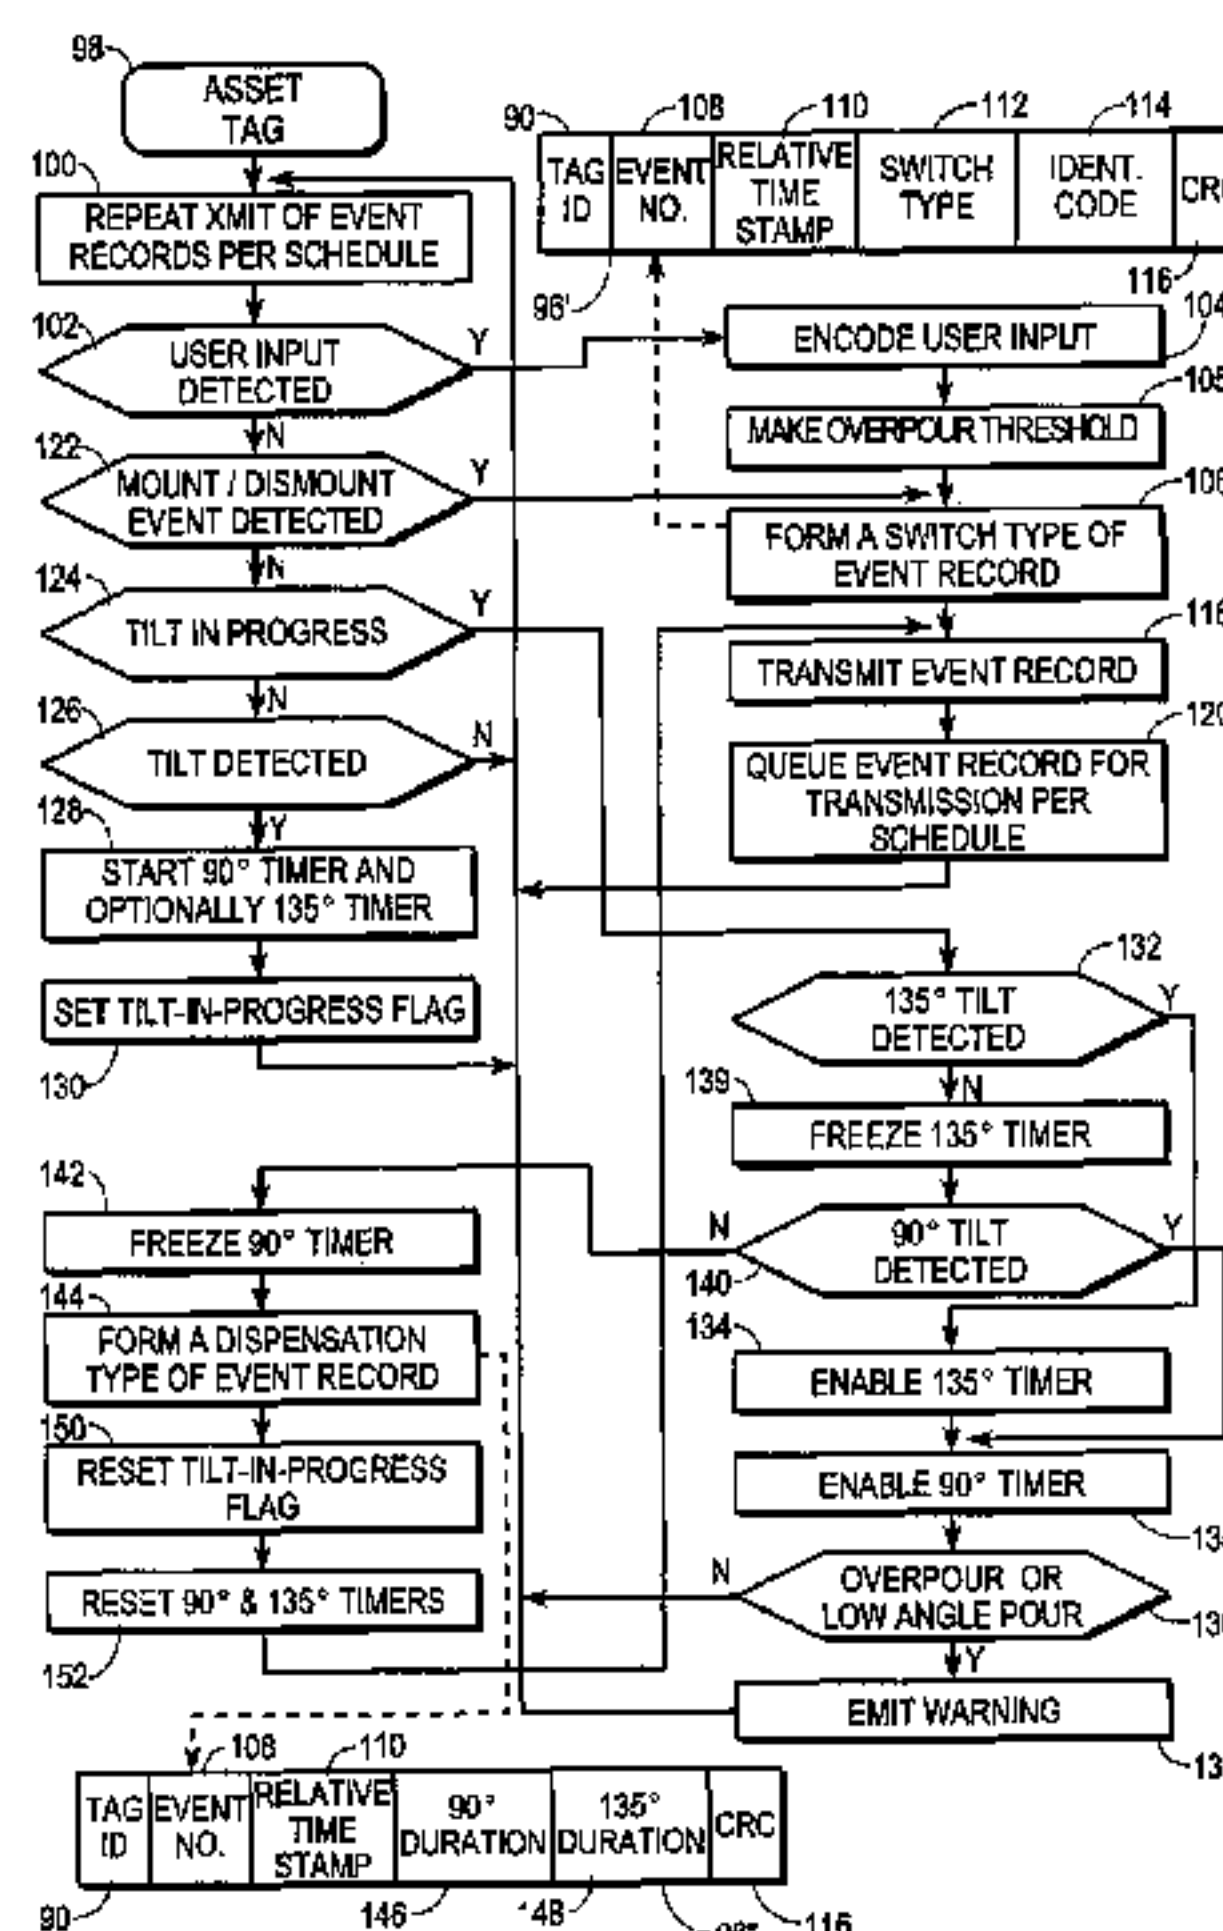 98
ASSET
TAG
100
REPEAT XMIT OF EVENT
RECORDS PER SCHEDULE
102
USER INPUT
DETECTED
Y
N
122
MOUNT / DISMOUNT
EVENT DETECTED
Y
N
124
TILT IN PROGRESS
Y
N
126
TILT DETECTED
N
Y
128
START 90° TIMER AND
OPTIONALLY 135° TIMER
SET TILT-IN-PROGRESS FLAG
130
90
108
110
112
114
TAG
ID
EVENT
NO.
RELATIVE
TIME
STAMP
SWITCH
TYPE
IDENT.
CODE
96'
116
104
ENCODE USER INPUT
105
MAKE OVERPOUR THRESHOLD
106
FORM A SWITCH TYPE OF
EVENT RECORD
TRANSMIT EVENT RECORD
120
QUEUE EVENT RECORD FOR
TRANSMISSION PER
SCHEDULE
132
135° TILT
DETECTED
Y
N
139
FREEZE 135° TIMER
90° TILT
DETECTED
N
Y
140
134
ENABLE 135° TIMER
ENABLE 90° TIMER
OVERPOUR OR
LOW ANGLE POUR
N
Y
EMIT WARNING
142
FREEZE 90° TIMER
144
FORM A DISPENSATION
TYPE OF EVENT RECORD
150
RESET TILT-IN-PROGRESS
FLAG
RESET 90° & 135° TIMERS
152
108
110
TAG
ID
EVENT
NO.
RELATIVE
TIME
STAMP
90°
DURATION
135°
DURATION
CRC
90
146
148
116